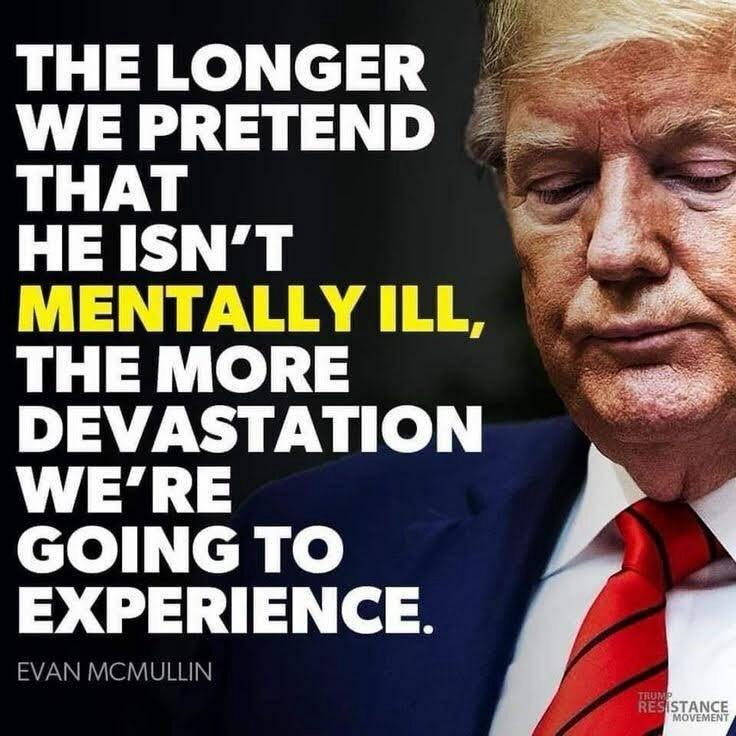 THE LONGER
WE PRETEND
THAT
HE ISN'T
MENTALLY ILL,
THE MORE
DEVASTATION
WE'RE
GOING TO
EXPERIENCE.
EVAN MCMULLIN
TRUMP
RESISTANCE
MOVEMENT